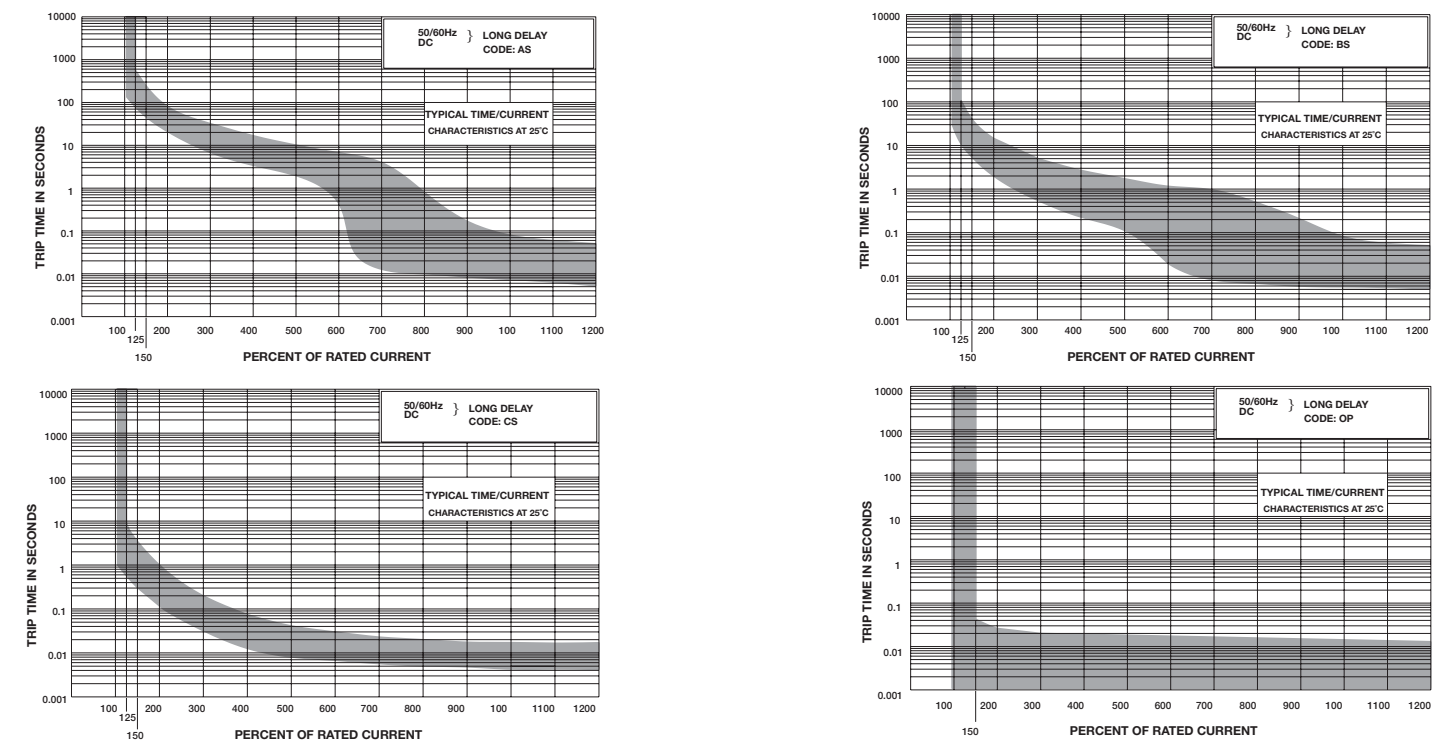 50/60Hz } LONG DELAY
DC
CODE: AS
TYPICAL TIME/CURRENT
CHARACTERISTICS AT 25˚C
TRIP TIME IN SECONDS
10000
1000
100
10
1
0.1
0.01
0.001
100 200 300 400 500 600 700 800 900 100 1100 1200
125
150
PERCENT OF RATED CURRENT
50/60Hz } LONG DELAY
DC
CODE: BS
TYPICAL TIME/CURRENT
CHARACTERISTICS AT 25˚C
TRIP TIME IN SECONDS
10000
1000
100
10
1
0.1
0.01
0.001
100 200 300 400 500 600 700 800 900 100 1100 1200
125
150
PERCENT OF RATED CURRENT
50/60Hz } LONG DELAY
DC
CODE: CS
TYPICAL TIME/CURRENT
CHARACTERISTICS AT 25˚C
TRIP TIME IN SECONDS
10000
1000
100
10
1
0.1
0.01
0.001
100 200 300 400 500 600 700 800 900 100 1100 1200
125
150
PERCENT OF RATED CURRENT
50/60Hz } LONG DELAY
DC
CODE: OP
TYPICAL TIME/CURRENT
CHARACTERISTICS AT 25˚C
TRIP TIME IN SECONDS
10000
1000
100
10
1
0.1
0.01
0.001
100 200 300 400 500 600 700 800 900 100 1100 1200
150
PERCENT OF RATED CURRENT